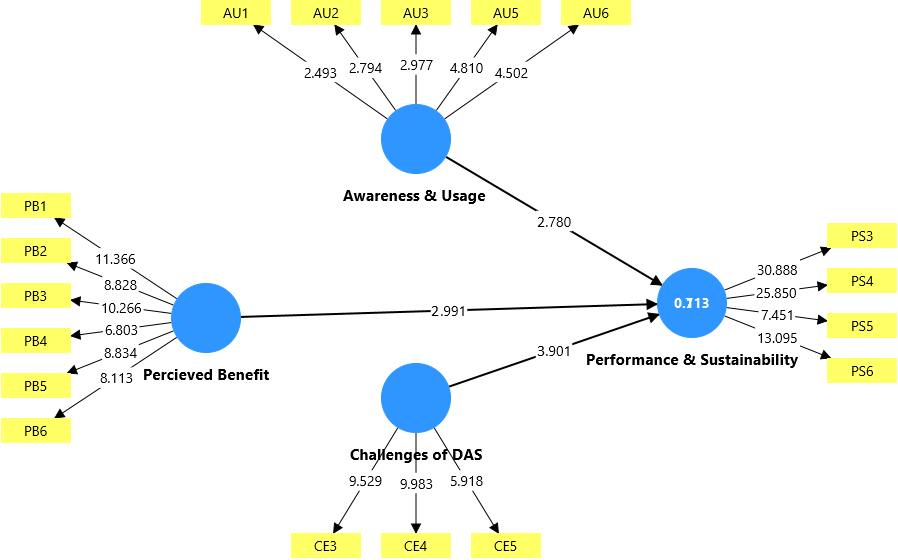 AU1 AU2 AU3 AU5 AU6
2.493 2.794 2.977 4.810 4.502
Awareness & Usage
2.780
PB1
PB2
PB3
PB4
PB5
PB6
11.366
8.828
10.266
6.803
8.834
8.113
Percieved Benefit
2.991
3.901
0.713
Performance & Sustainability
PS3
PS4
PS5
PS6
30.888
25.850
7.451
13.095
Challenges of DAS
9.529 9.983 5.918
CE3 CE4 CE5